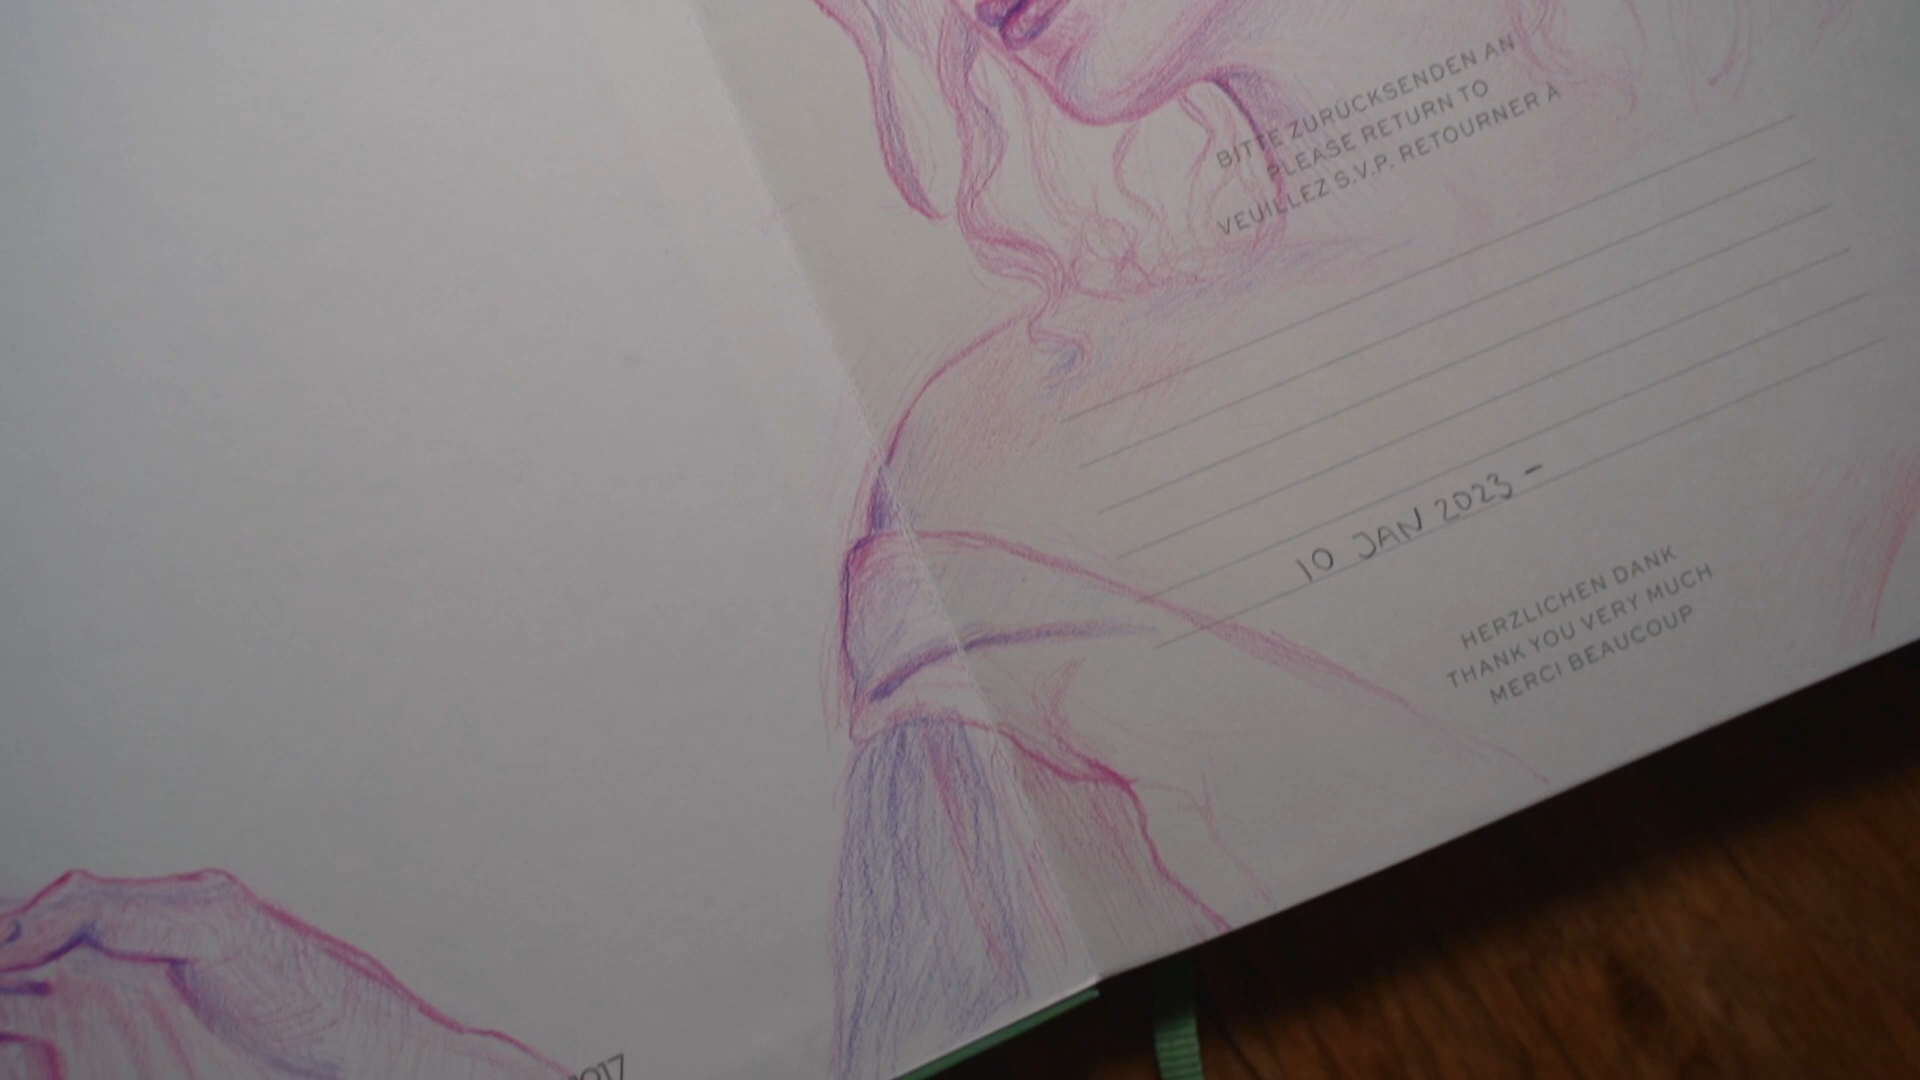 BITTE ZURÜCKSENDEN AN
PLEASE RETURN TO
VEUILLEZ S.V.P. RETOURNER À
10 JAN 2023 –
HERZLICHEN DANK
THANK YOU VERY MUCH
MERCI BEAUCOUP